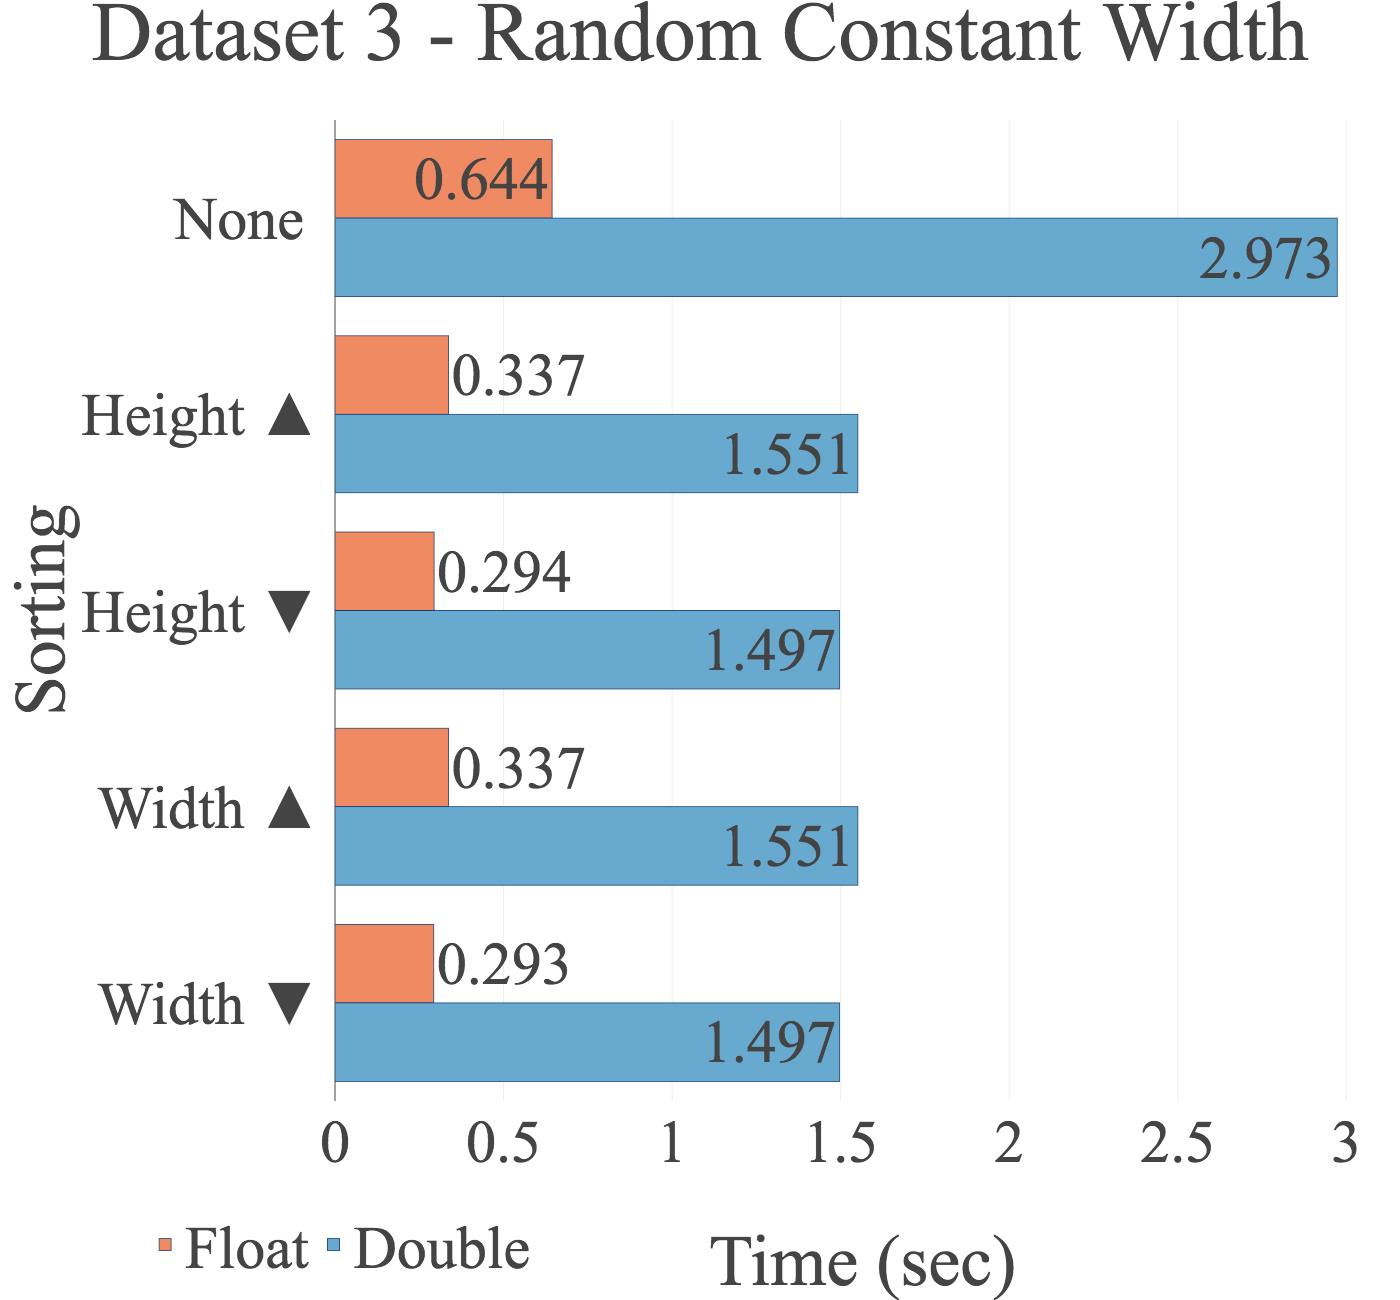 Dataset 3 - Random Constant Width
None
0.644
2.973
Height ▲
0.337
1.551
Height ▼
0.294
1.497
Width ▲
0.337
1.551
Width ▼
0.293
1.497
Sorting
0 0.5 1 1.5 2 2.5 3
Float Double
Time (sec)